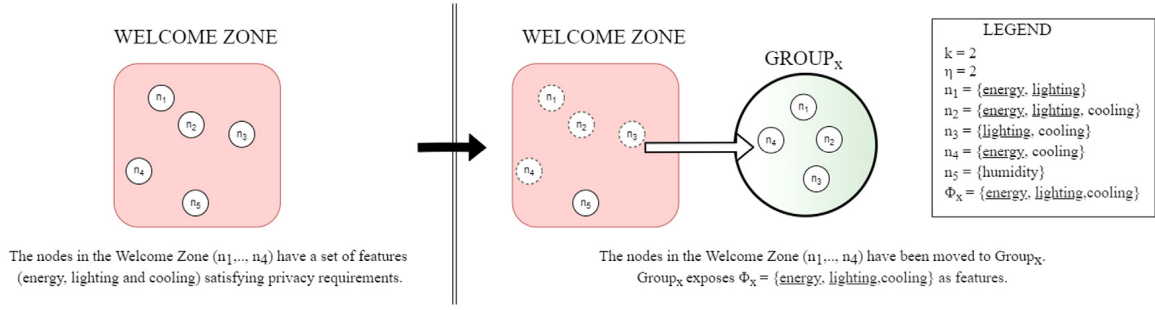 WELCOME ZONE
n1
n2
n3
n4
n5
The nodes in the Welcome Zone (n1,..., n4) have a set of features
(energy, lighting and cooling) satisfying privacy requirements.
WELCOME ZONE
n1
n2
n3
n4
n5
GROUPx
n1
n4
n2
n3
The nodes in the Welcome Zone (n1,..., n4) have been moved to Groupx.
Groupx exposes Φx = {energy, lighting,cooling} as features.
LEGEND
k = 2
η = 2
n1 = {energy, lighting}
n2 = {energy, lighting, cooling}
n3 = {lighting, cooling}
n4 = {energy, cooling}
n5 = {humidity}
Φx = {energy, lighting,cooling}